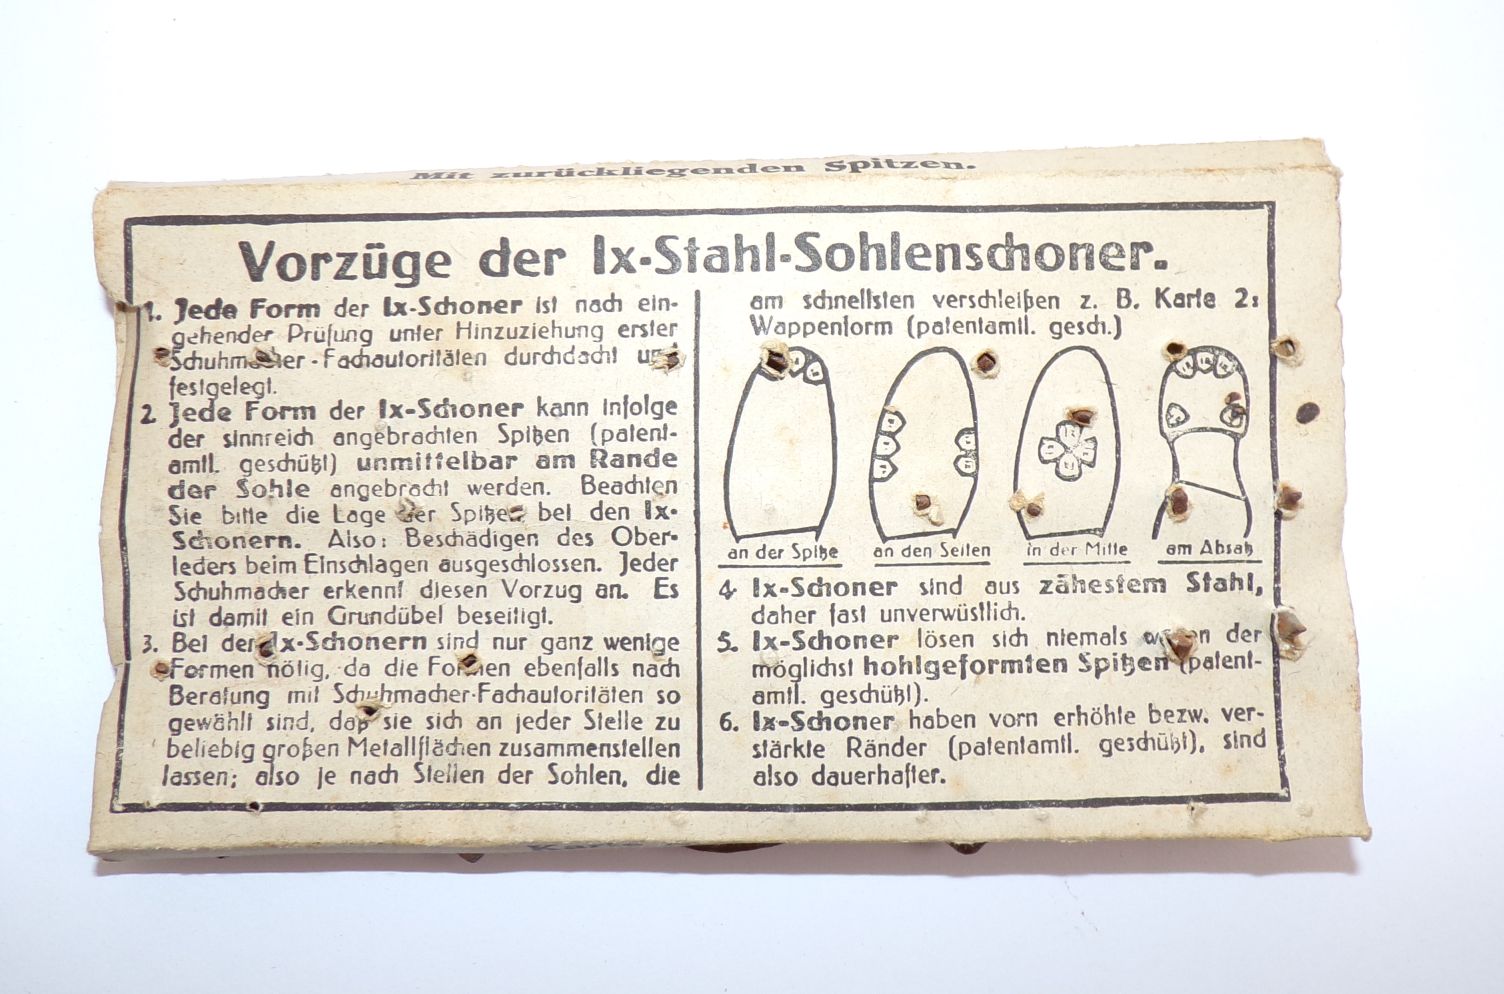 Mit zurückliegenden Spitzen.
Vorzüge der Ix-Stahl-Sohlenschoner.
1. Jede Form der Ix-Schoner ist nach ein-
gehender Prüfung unter Hinzuziehung erster
Schuhmacher-Fachautoritäten durchdacht und
festgelegt.
2 Jede Form der Ix-Schoner kann infolge
der sinnreich angebrachten Spitzen (patent-
amtl. geschützt) unmittelbar am Rande
der Sohle angebracht werden. Beachten
Sie bitte die Lage der Spitzen bei den Ix-
Schonern. Also: Beschädigen des Ober-
leders beim Einschlagen ausgeschlossen. Jeder
Schuhmacher erkennt diesen Vorzug an. Es
ist damit ein Grundübel beseitigt.
3. Bei den Ix-Schonern sind nur ganz wenige
Formen nötig, da die Formen ebenfalls nach
Beratung mit Schuhmacher-Fachautoritäten so
gewählt sind, daß sie sich an jeder Stelle zu
beliebig großen Metallflächen zusammenstellen
lassen; also je nach Stellen der Sohlen, die
am schnellsten verschleißen z. B. Karte 2:
Wappenform (patentamtl. gesch.)
an der Spitze
an den Seiten
in der Mitte
am Absatz
4 Ix-Schoner sind aus zähestem Stahl,
daher fast unverwüstlich.
5. Ix-Schoner lösen sich niemals wegen der
möglichst hohlgeformten Spitzen (patent-
amtl. geschützt).
6. Ix-Schoner haben vorn erhöhte bezw. ver-
stärkte Ränder (patentamtl. geschützt), sind
also dauerhafter.
Karte